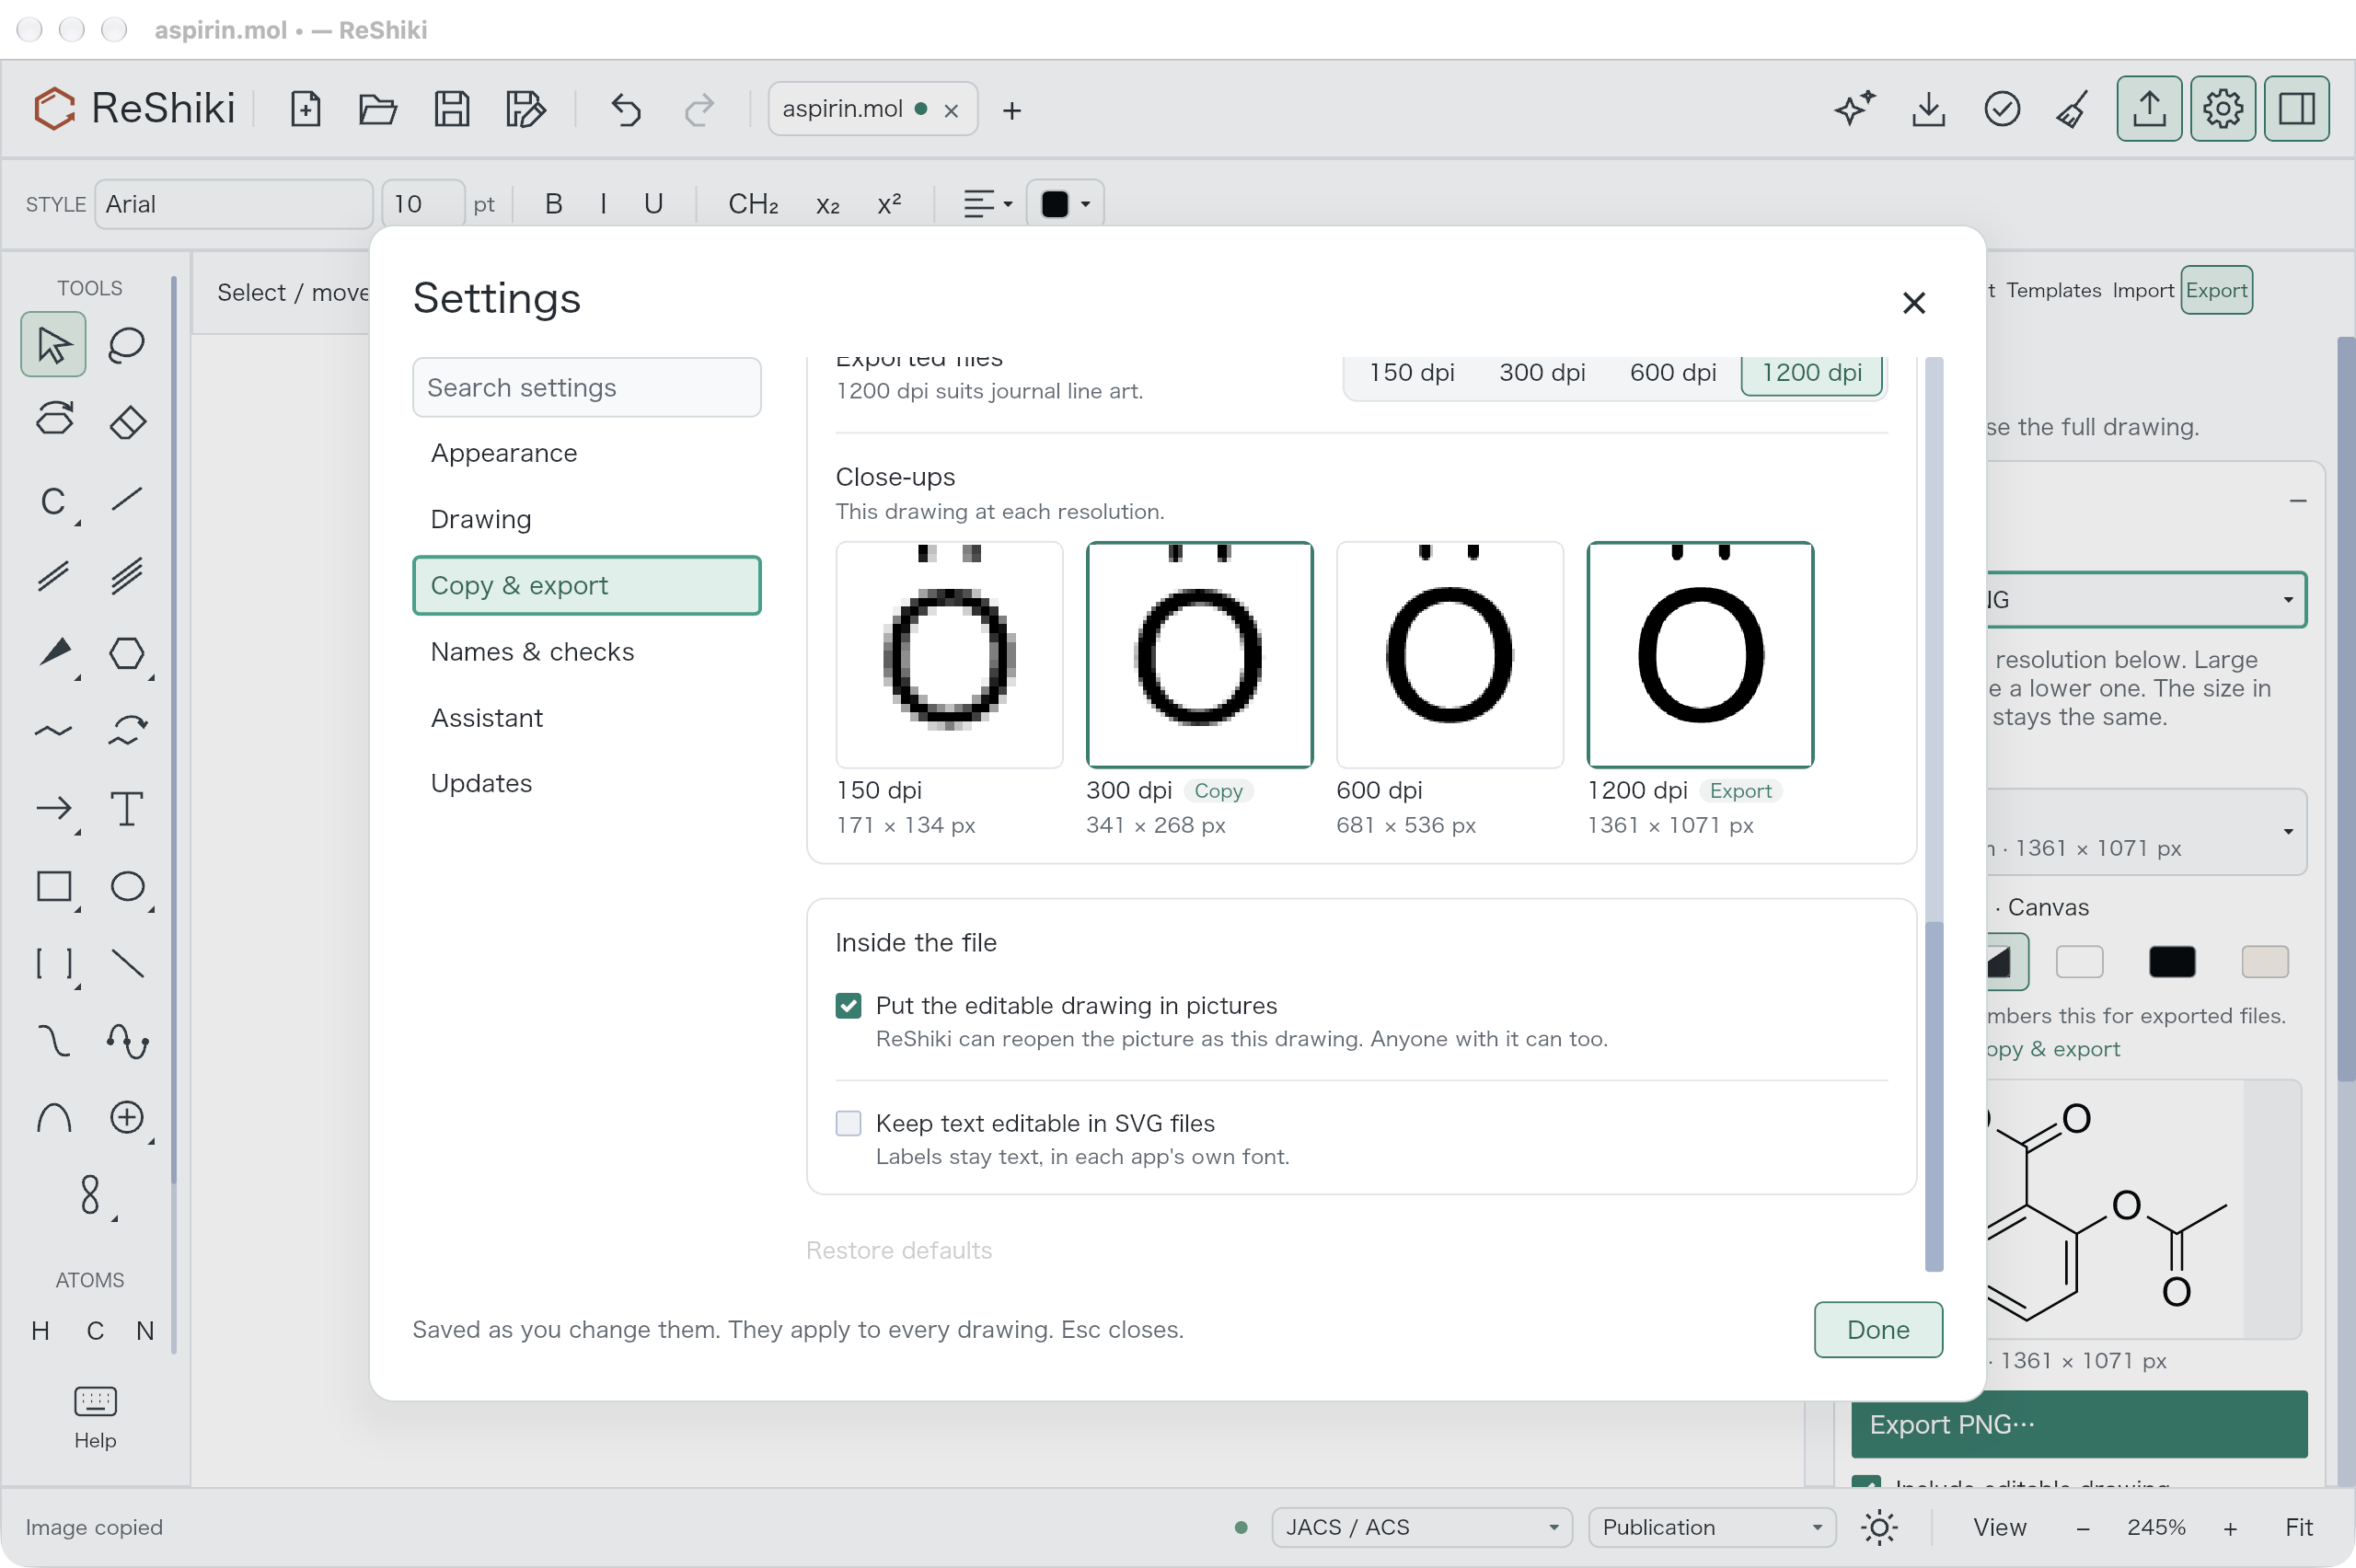 aspirin.mol • — ReShiki
ReShiki
aspirin.mol
STYLE Arial 10 pt B I U CH₂ x₂ x²
TOOLS
Select / move
t Templates Import Export
Settings
Search settings
Appearance
Drawing
Copy & export
Names & checks
Assistant
Updates
Exported files
1200 dpi suits journal line art.
150 dpi 300 dpi 600 dpi 1200 dpi
Close-ups
This drawing at each resolution.
O O O O
150 dpi
171 × 134 px
300 dpi Copy
341 × 268 px
600 dpi
681 × 536 px
1200 dpi Export
1361 × 1071 px
Inside the file
Put the editable drawing in pictures
ReShiki can reopen the picture as this drawing. Anyone with it can too.
Keep text editable in SVG files
Labels stay text, in each app's own font.
Restore defaults
Saved as you change them. They apply to every drawing. Esc closes.
Done
se the full drawing.
NG
resolution below. Large
e a lower one. The size in
stays the same.
· 1361 × 1071 px
· Canvas
mbers this for exported files.
opy & export
O
O
O
· 1361 × 1071 px
Export PNG…
Include editable drawing
C
T
[ ]
ATOMS
H C N
Help
Image copied
JACS / ACS
Publication
View − 245% + Fit